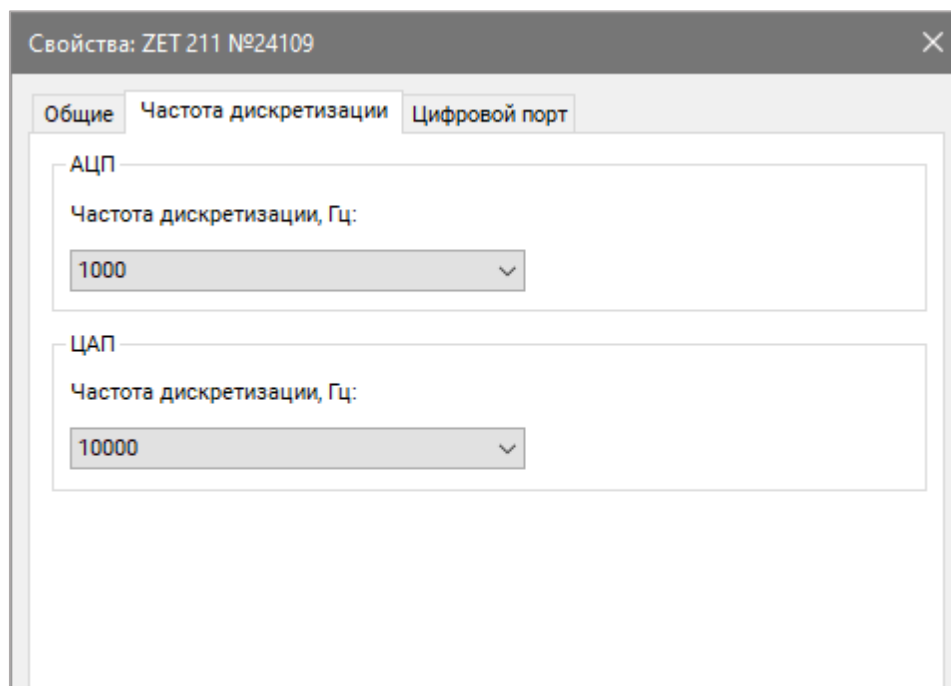 Свойства: ZET 211 №24109
Общие Частота дискретизации Цифровой порт
АЦП
Частота дискретизации, Гц:
1000
ЦАП
Частота дискретизации, Гц:
10000